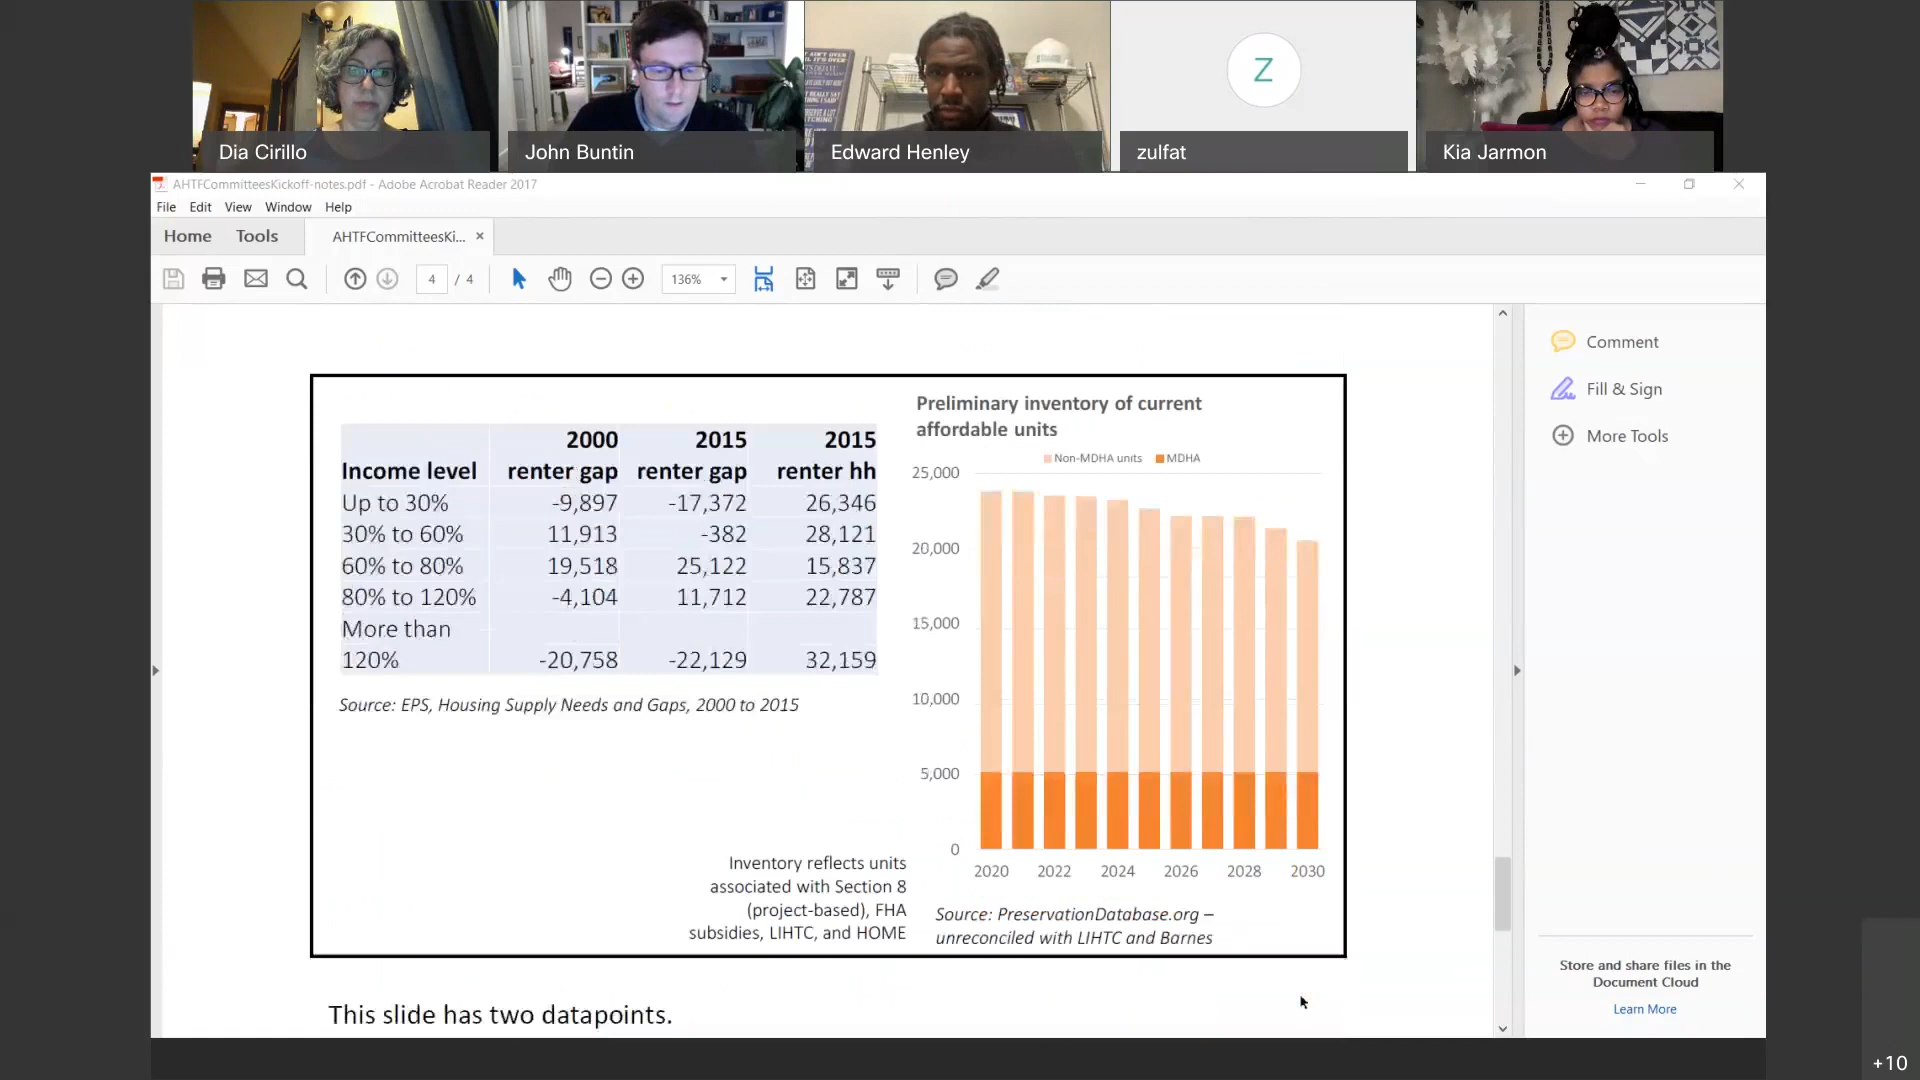 Dia Cirillo
John Buntin
Edward Henley
Z
zulfat
Kia Jarmon
AHTFCommitteesKickoff-notes.pdf - Adobe Acrobat Reader 2017
File Edit View Window Help
Home Tools AHTFCommitteesKi... ×
4 / 4 136%
Comment
Fill & Sign
More Tools
2000 2015 2015
Income level renter gap renter gap renter hh
Up to 30% -9,897 -17,372 26,346
30% to 60% 11,913 -382 28,121
60% to 80% 19,518 25,122 15,837
80% to 120% -4,104 11,712 22,787
More than
120% -20,758 -22,129 32,159
Source: EPS, Housing Supply Needs and Gaps, 2000 to 2015
Preliminary inventory of current
affordable units
Non-MDHA units MDHA
25,000
20,000
15,000
10,000
5,000
0
2020 2022 2024 2026 2028 2030
Inventory reflects units
associated with Section 8
(project-based), FHA
subsidies, LIHTC, and HOME
Source: PreservationDatabase.org –
unreconciled with LIHTC and Barnes
This slide has two datapoints.
Store and share files in the
Document Cloud
Learn More
+10